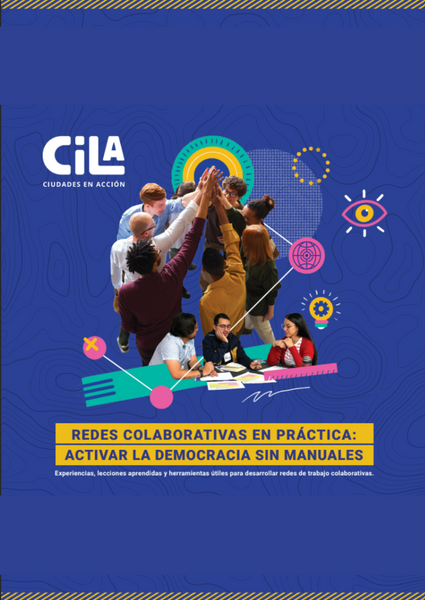 CiLA
CIUDADES EN ACCIÓN
REDES COLABORATIVAS EN PRÁCTICA:
ACTIVAR LA DEMOCRACIA SIN MANUALES
Experiencias, lecciones aprendidas y herramientas útiles para desarrollar redes de trabajo colaborativas.